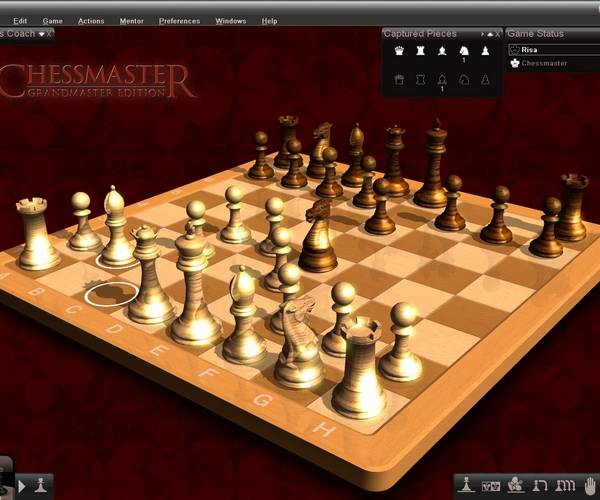 Edit Game Actions Mentor Preferences Windows Help
s Coach X
Captured Pieces X
Game Status
1
1
Risa
Chessmaster
CHESSMASTER
GRANDMASTER EDITION
A
B
C
D
E
F
G
H